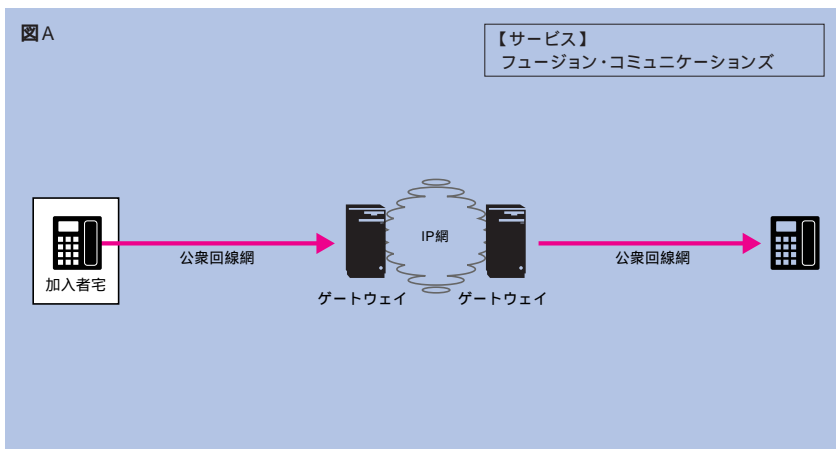 図A
【サービス】
フュージョン・コミュニケーションズ
IP網
公衆回線網
公衆回線網
加入者宅
ゲートウェイ
ゲートウェイ